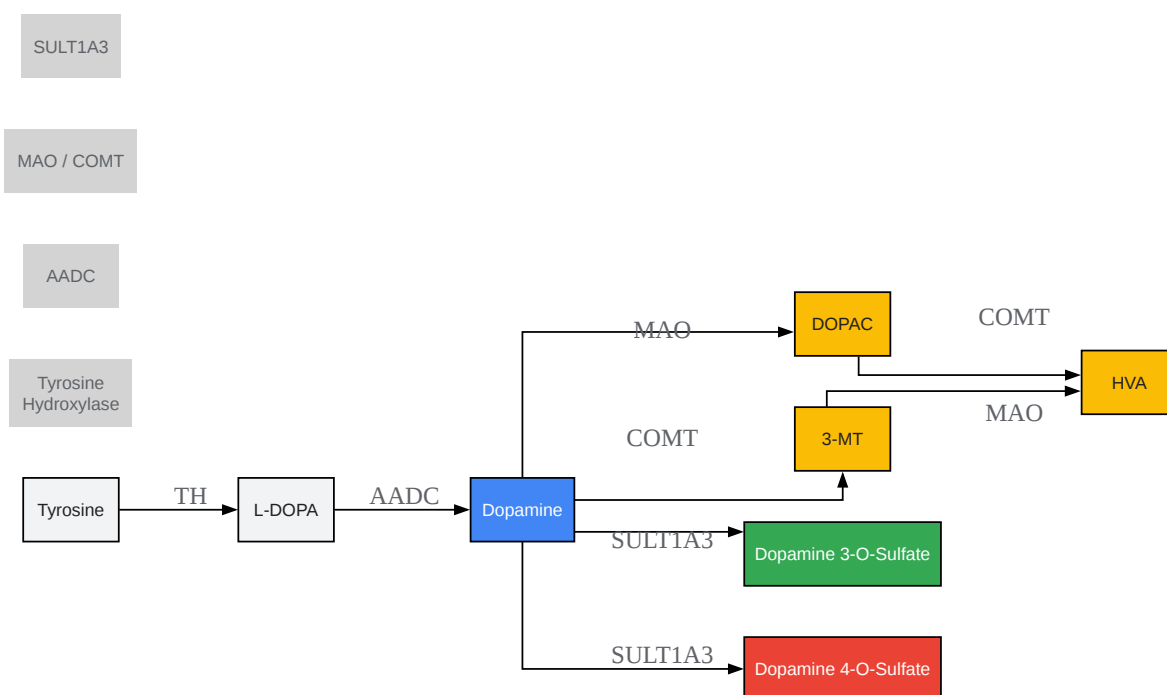 SULT1A3
MAO / COMT
AADC
DOPAC
COMT
MAO
Tyrosine
Hydroxylase
HVA
MAO
COMT
3-MT
Tyrosine
TH
L-DOPA
AADC
Dopamine
SULT1A3
Dopamine 3-O-Sulfate
SULT1A3
Dopamine 4-O-Sulfate